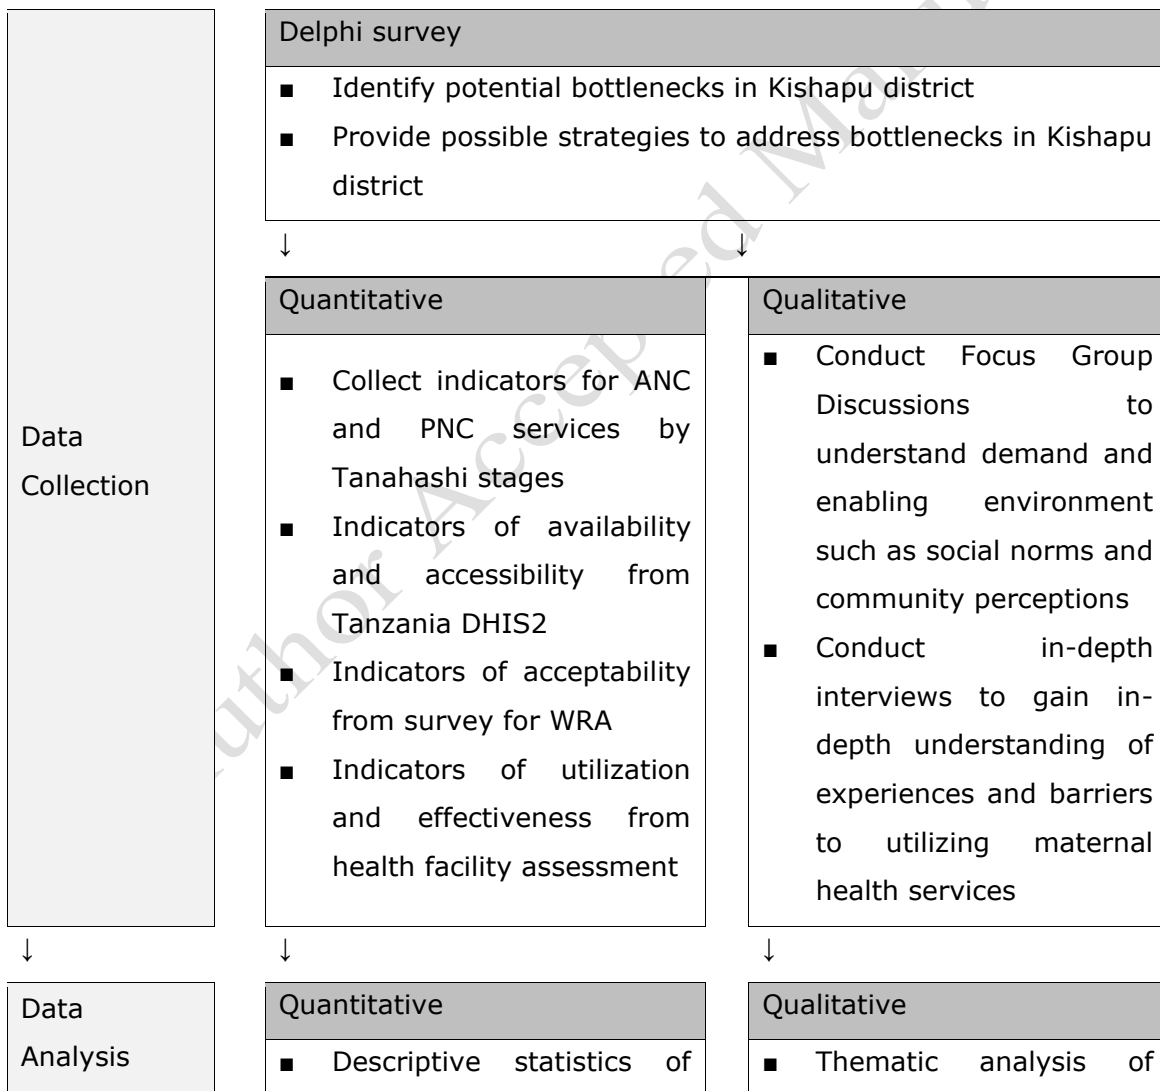 Delphi survey
■ Identify potential bottlenecks in Kishapu district
■ Provide possible strategies to address bottlenecks in Kishapu
district
↓ ↓
Data
Collection
Quantitative
■ Collect indicators for ANC
and PNC services by
Tanahashi stages
■ Indicators of availability
and accessibility from
Tanzania DHIS2
■ Indicators of acceptability
from survey for WRA
■ Indicators of utilization
and effectiveness from
health facility assessment
Qualitative
■ Conduct Focus Group
Discussions to
understand demand and
enabling environment
such as social norms and
community perceptions
■ Conduct in-depth
interviews to gain in-
depth understanding of
experiences and barriers
to utilizing maternal
health services
↓ ↓ ↓
Data
Analysis
Quantitative
■ Descriptive statistics of
Qualitative
■ Thematic analysis of